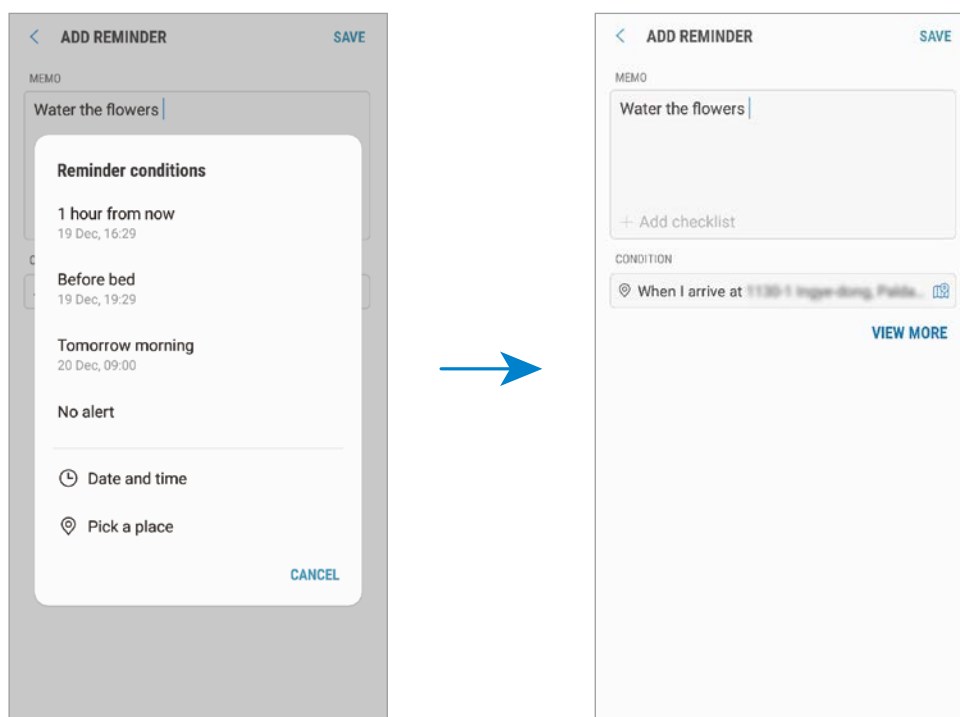 ADD REMINDER SAVE
MEMO
Water the flowers
Reminder conditions
1 hour from now
19 Dec, 16:29
Before bed
19 Dec, 19:29
Tomorrow morning
20 Dec, 09:00
No alert
Date and time
Pick a place
CANCEL
ADD REMINDER SAVE
MEMO
Water the flowers
+ Add checklist
CONDITION
When I arrive at
VIEW MORE